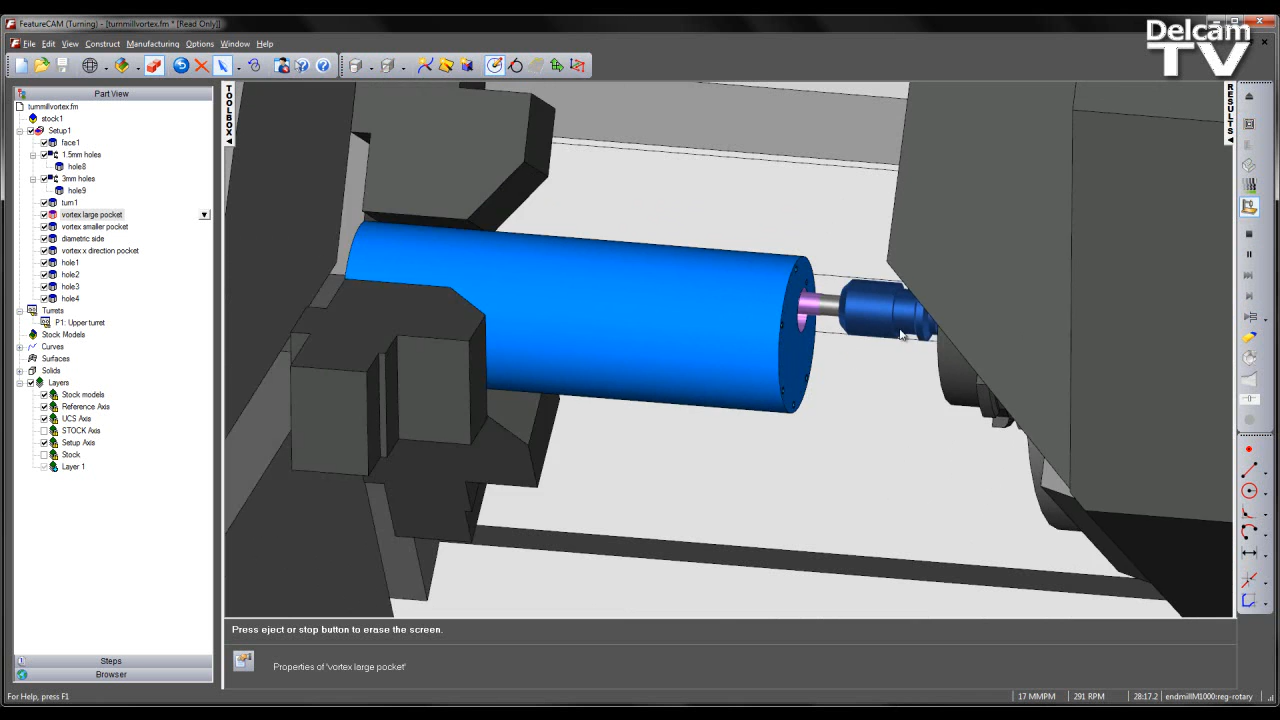 FeatureCAM (Turning) - [turnmillvortex.fm * [Read Only]]
Delcam
TV
File Edit View Construct Manufacturing Options Window Help
Part View
turnmillvortex.fm
stock1
Setup1
face1
1.5mm holes
hole8
3mm holes
hole9
turn1
vortex large pocket
vortex smaller pocket
diametric side
vortex x direction pocket
hole1
hole2
hole3
hole4
Turrets
P1: Upper turret
Stock Models
Curves
Surfaces
Solids
Layers
Stock models
Reference Axis
UCS Axis
STOCK Axis
Setup Axis
Stock
Layer 1
Steps
Browser
TOOLBOX
RESULTS
Press eject or stop button to erase the screen.
Properties of 'vortex large pocket'
For Help, press F1
17 MMPM 291 RPM 28:17.2 endmillM1000:reg-rotary